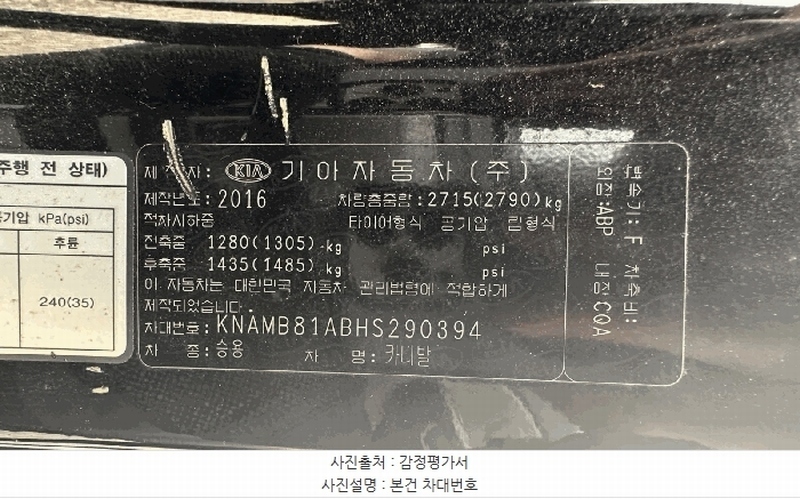 주행 전 상태)
공기압 kPa(psi)
후륜
240(35)
제 작 자: KIA 기아자동차(주)
제작년도: 2016 차량총중량: 2715(2790)kg
적차시하중 타이어형식 공기압 림형식
전축중 1280(1305) kg psi
후축중 1435(1485) kg psi
이 자동차는 대한민국 자동차 관리법령에 적합하게
제작되었습니다.
차대번호: KNAMB81ABHS290394
차 종: 승용 차 명: 카니발
변속기: F 차축비:
외장: ABP 내장: CQA
사진출처 : 감정평가서
사진설명 : 본건 차대번호